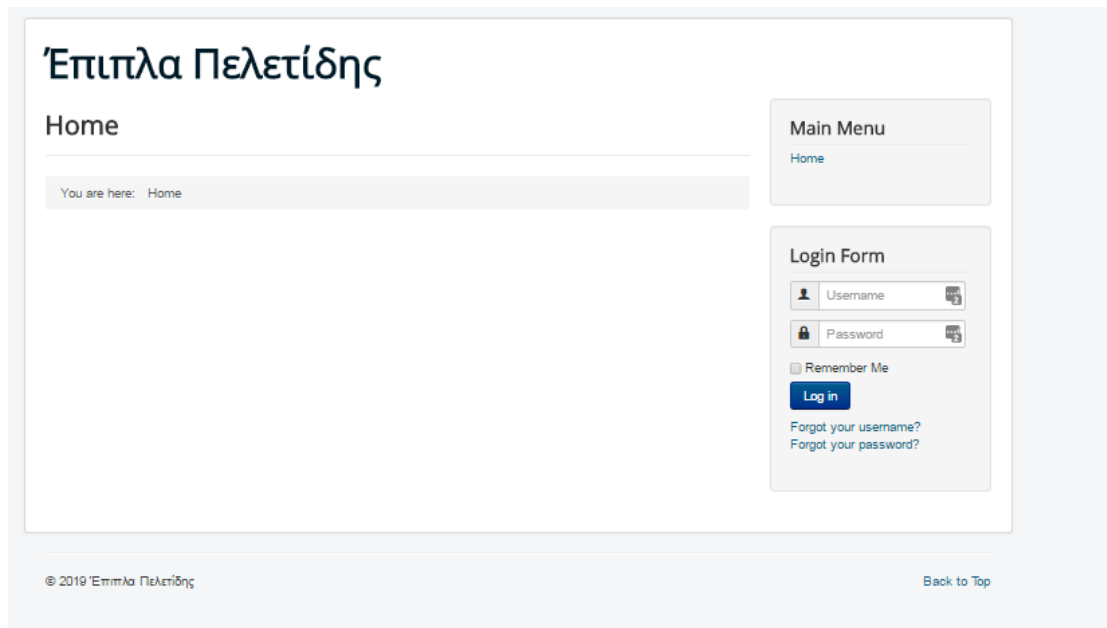 Έπιπλα Πελετίδης
Home
You are here: Home
Main Menu
Home
Login Form
Username
Password
Remember Me
Log in
Forgot your username?
Forgot your password?
© 2019 Έπιπλα Πελετίδης
Back to Top